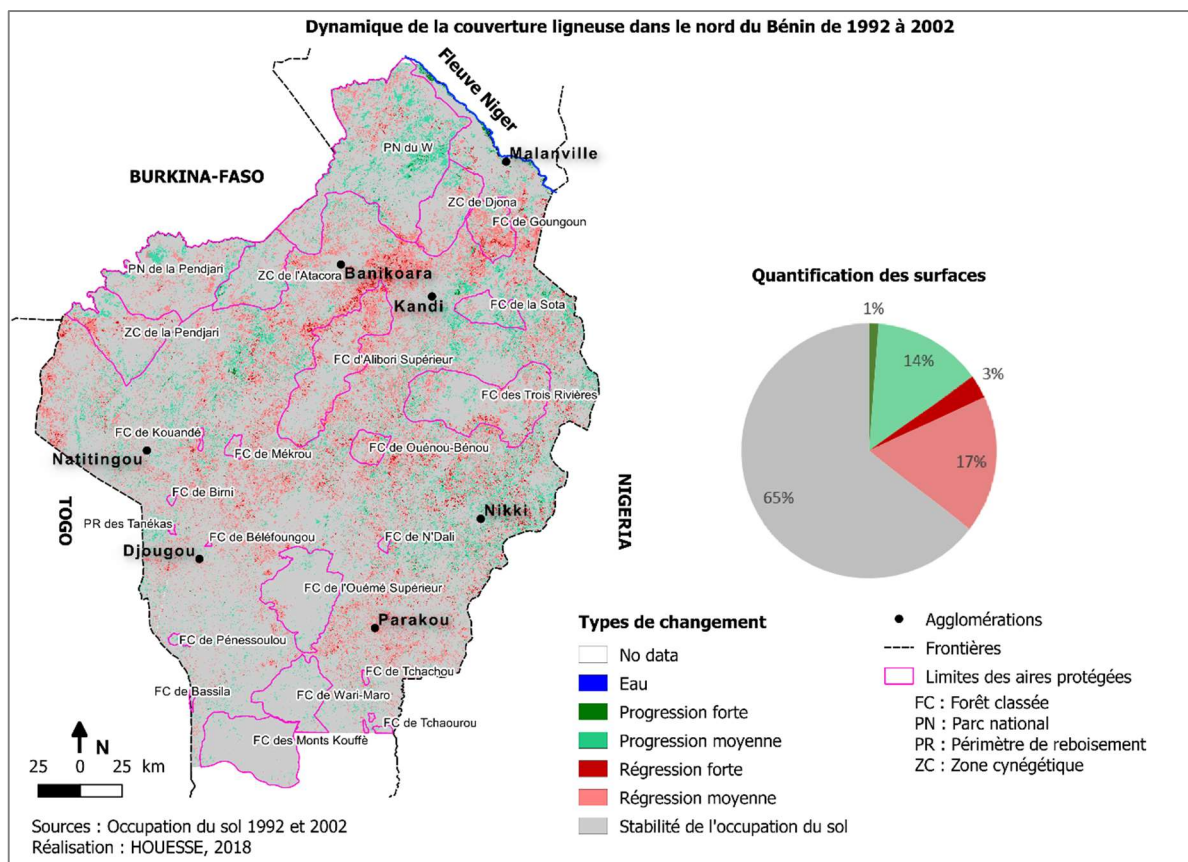 Dynamique de la couverture ligneuse dans le nord du Bénin de 1992 à 2002
Fleuve Niger
PN du W
Malanville
BURKINA-FASO
ZC de Djona
FC de Goungoun
PN de la Pendjari
ZC de l'Atacora
Banikoara
Kandi
FC de la Sota
ZC de la Pendjari
FC d'Alibori Supérieur
FC des Trois Rivières
FC de Kouandé
FC de Mékrou
FC de Ouénou-Bénou
Natitingou
FC de Birni
TOGO
NIGERIA
PR des Tanékas
Nikki
FC de Béléfoungou
FC de N'Dali
Djougou
FC de l'Ouémé Supérieur
Parakou
FC de Pénessoulou
FC de Tchachou
FC de Bassila
FC de Wari-Maro
FC de Tchaourou
FC des Monts Kouffè
N
25 0 25 km
Sources : Occupation du sol 1992 et 2002
Réalisation : HOUESSE, 2018
Quantification des surfaces
1%
14%
3%
17%
65%
Types de changement
No data
Eau
Progression forte
Progression moyenne
Régression forte
Régression moyenne
Stabilité de l'occupation du sol
Agglomérations
Frontières
Limites des aires protégées
FC : Forêt classée
PN : Parc national
PR : Périmètre de reboisement
ZC : Zone cynégétique